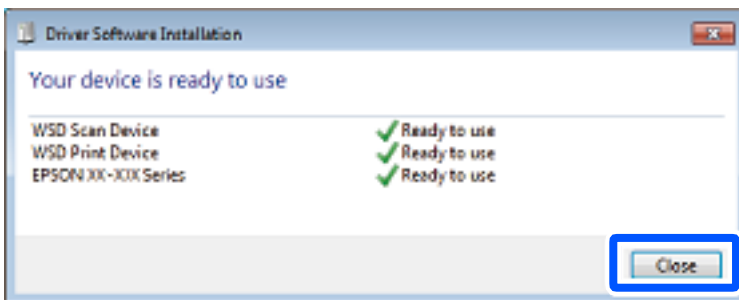 Driver Software Installation
Your device is ready to use
WSD Scan Device Ready to use
WSD Print Device Ready to use
EPSON XX-XXX Series Ready to use
Close